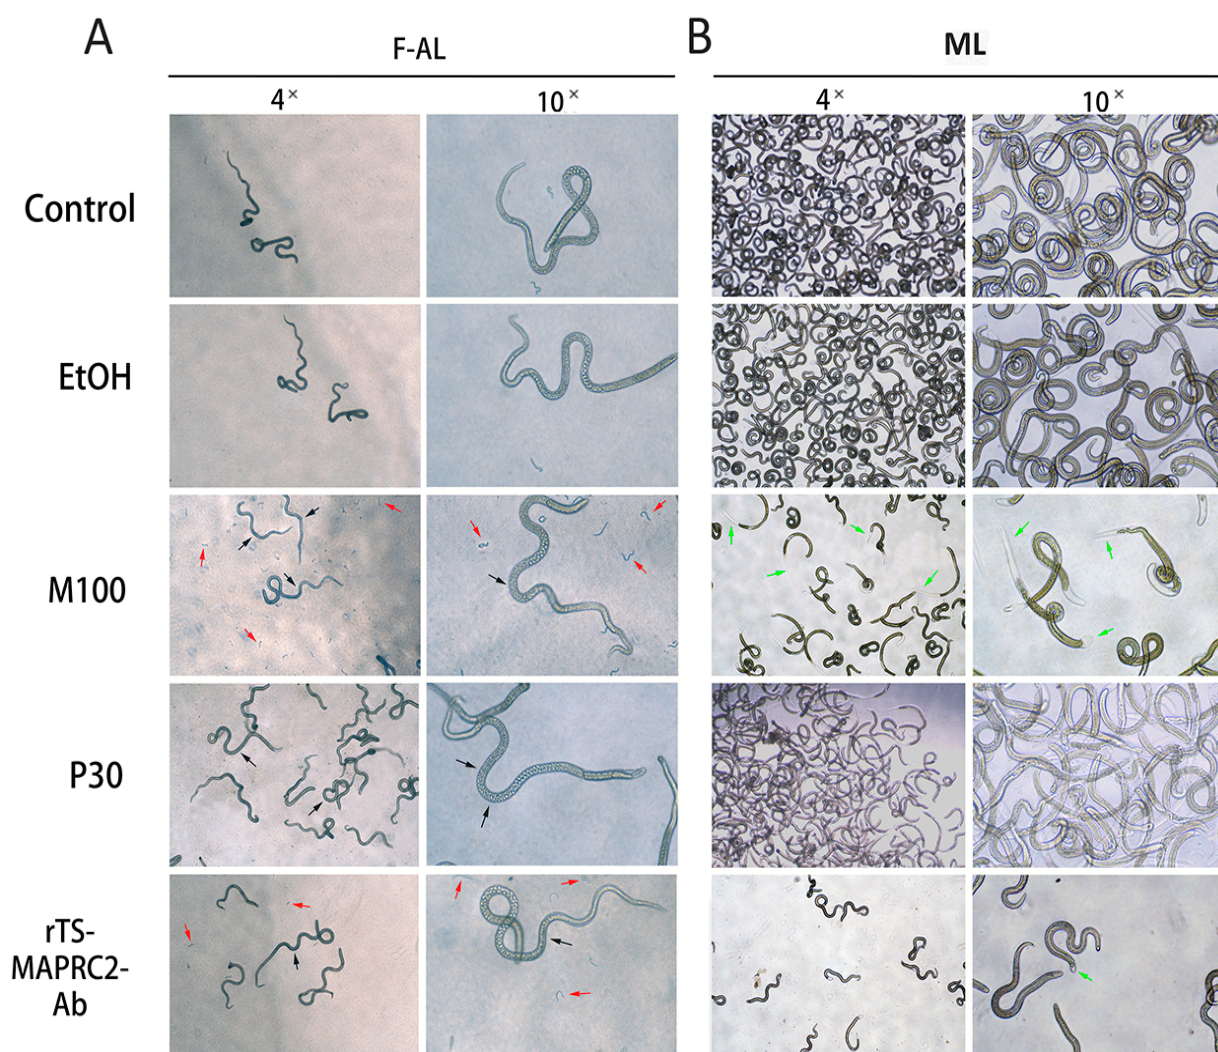 A
F-AL
B
ML
4×
10×
4×
10×
Control
EtOH
M100
P30
rTS-
MAPRC2-
Ab